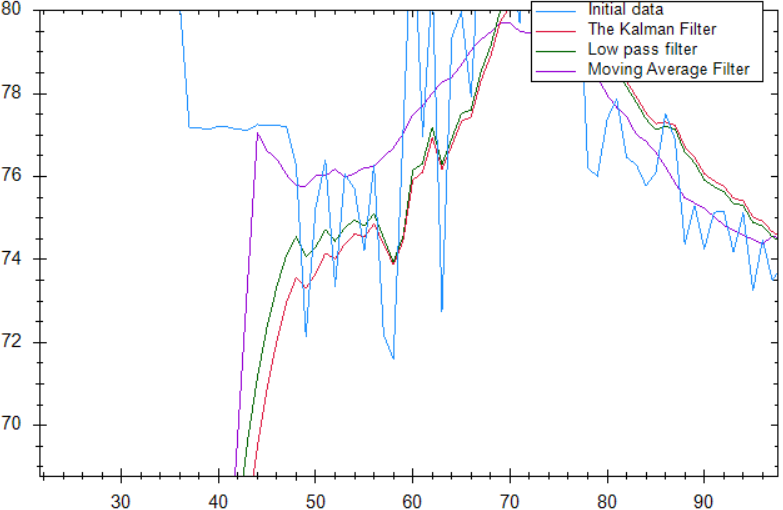 80
78
76
74
72
70
Initial data
The Kalman Filter
Low pass filter
Moving Average Filter
30 40 50 60 70 80 90